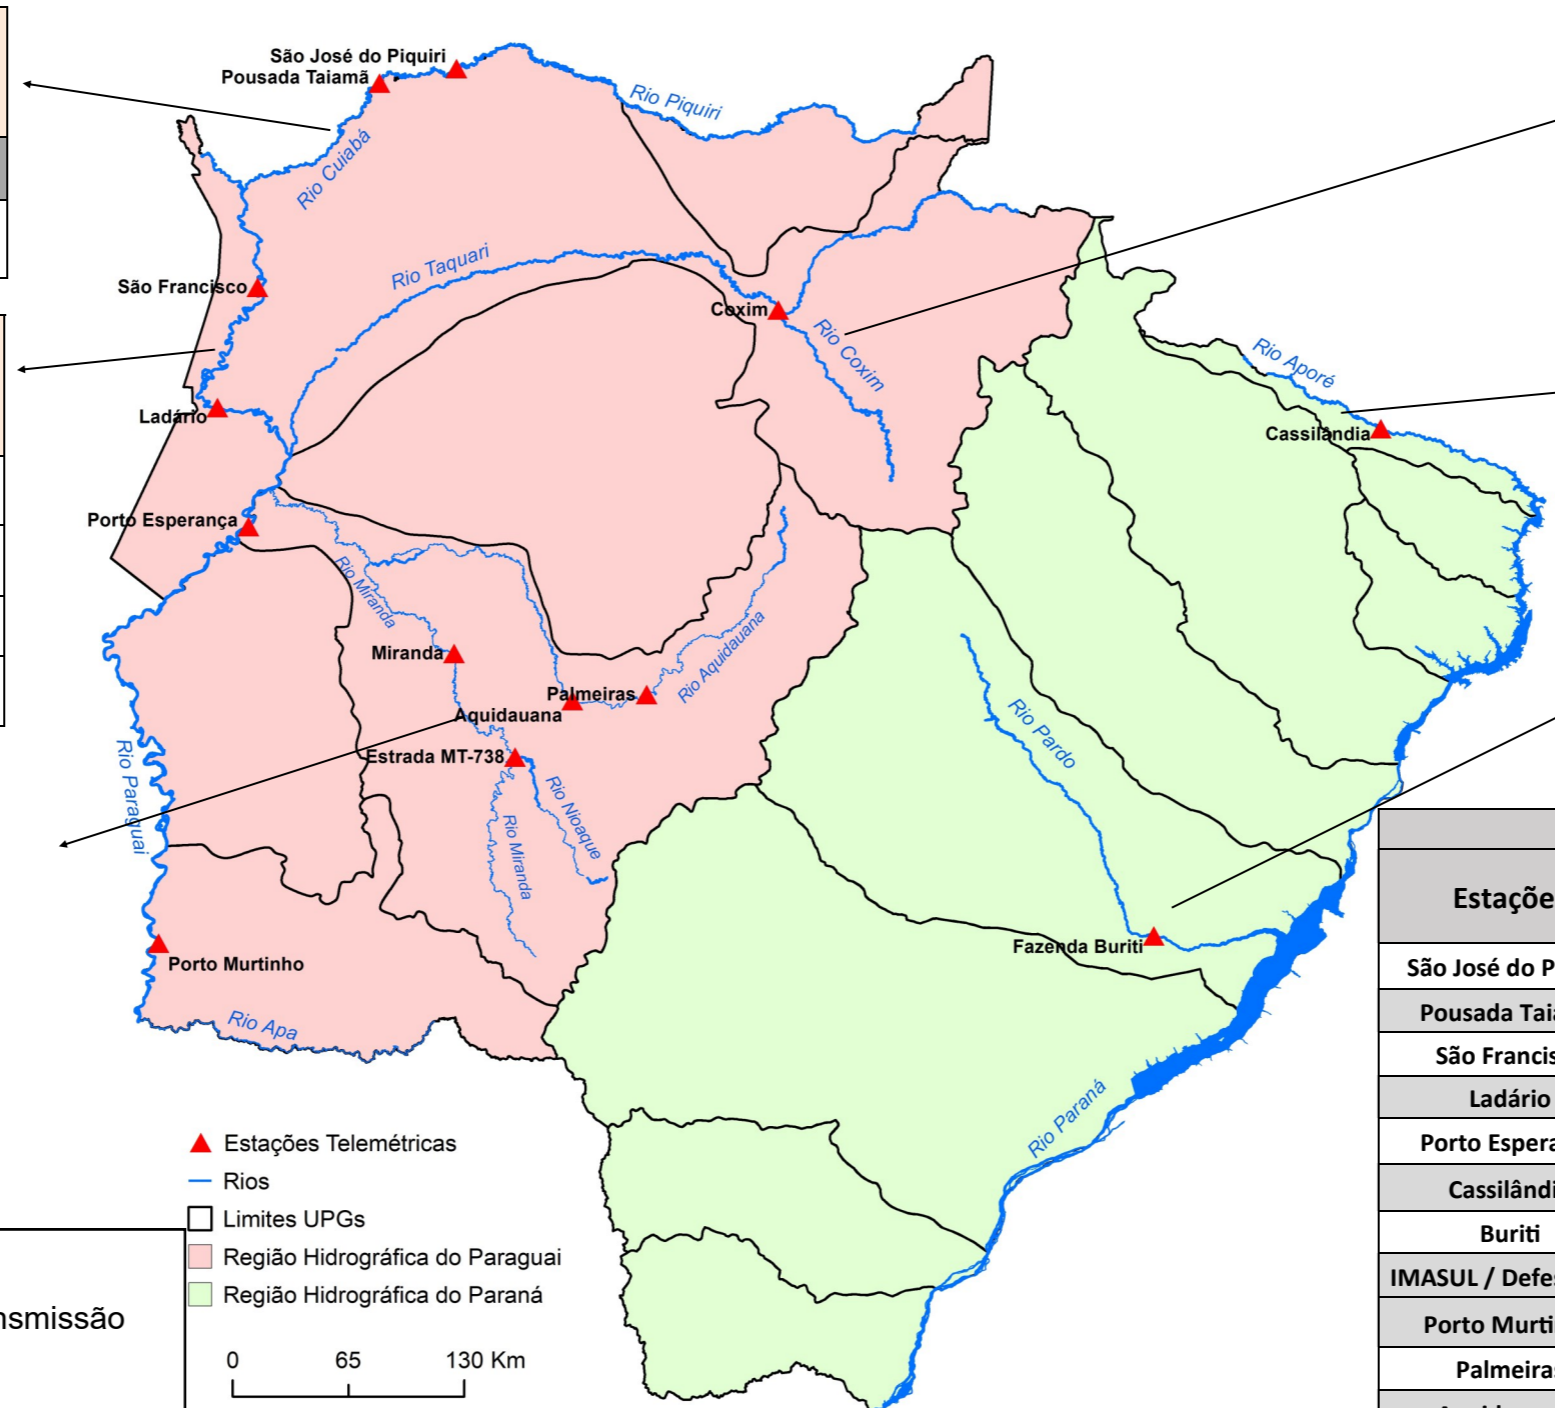 São José do Piquiri
Pousada Taiamã
Rio Piquiri
Rio Cuiabá
Rio Taquari
São Francisco
Coxim
Rio Coxim
Rio Aporé
Ladário
Cassilândia
Porto Esperança
Rio Miranda
Rio Aquidauana
Miranda
Palmeiras
Aquidauana
Rio Pardo
Estrada MT-738
Rio Paraguai
Rio Nioaque
Rio Miranda
Fazenda Buriti
Porto Murtinho
Rio Apa
Rio Paraná
Estações Telemétricas
Rios
Limites UPGs
Região Hidrográfica do Paraguai
Região Hidrográfica do Paraná
0 65 130 Km
nsmissão
Estaçõe
São José do P
Pousada Taia
São Francis
Ladário
Porto Espera
Cassilândi
Buriti
IMASUL / Defes
Porto Murti
Palmeira